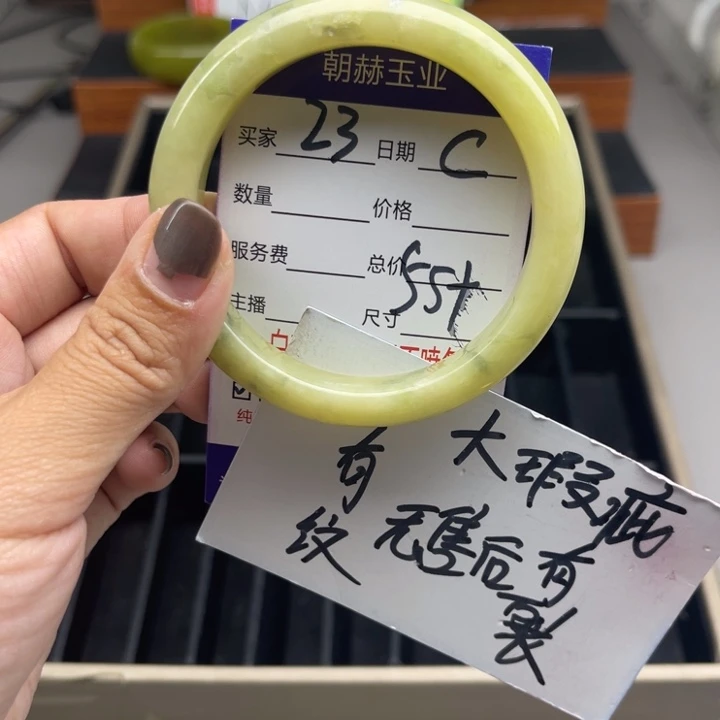 朝赫玉业
买家 23 日期 C
数量 价格
服务费 总价
主播 尺寸 55+
大瑕疵
无售后有
裂
有
纹